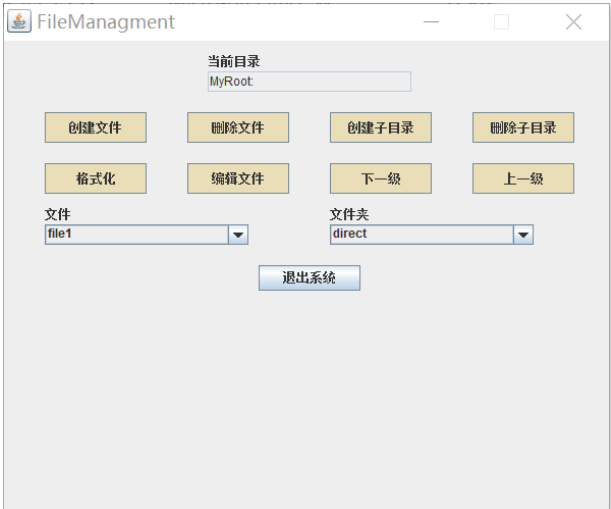 FileManagment
当前目录
MyRoot:
创建文件 删除文件 创建子目录 删除子目录
格式化 编辑文件 下一级 上一级
文件 文件夹
file1 direct
退出系统